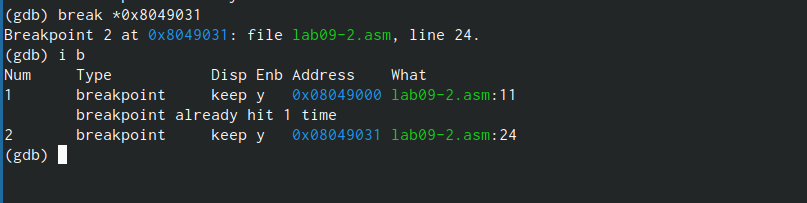 (gdb) break *0x8049031
Breakpoint 2 at 0x8049031: file lab09-2.asm, line 24.
(gdb) i b
Num     Type           Disp Enb Address    What
1       breakpoint     keep y   0x08049000 lab09-2.asm:11
        breakpoint already hit 1 time
2       breakpoint     keep y   0x08049031 lab09-2.asm:24
(gdb)